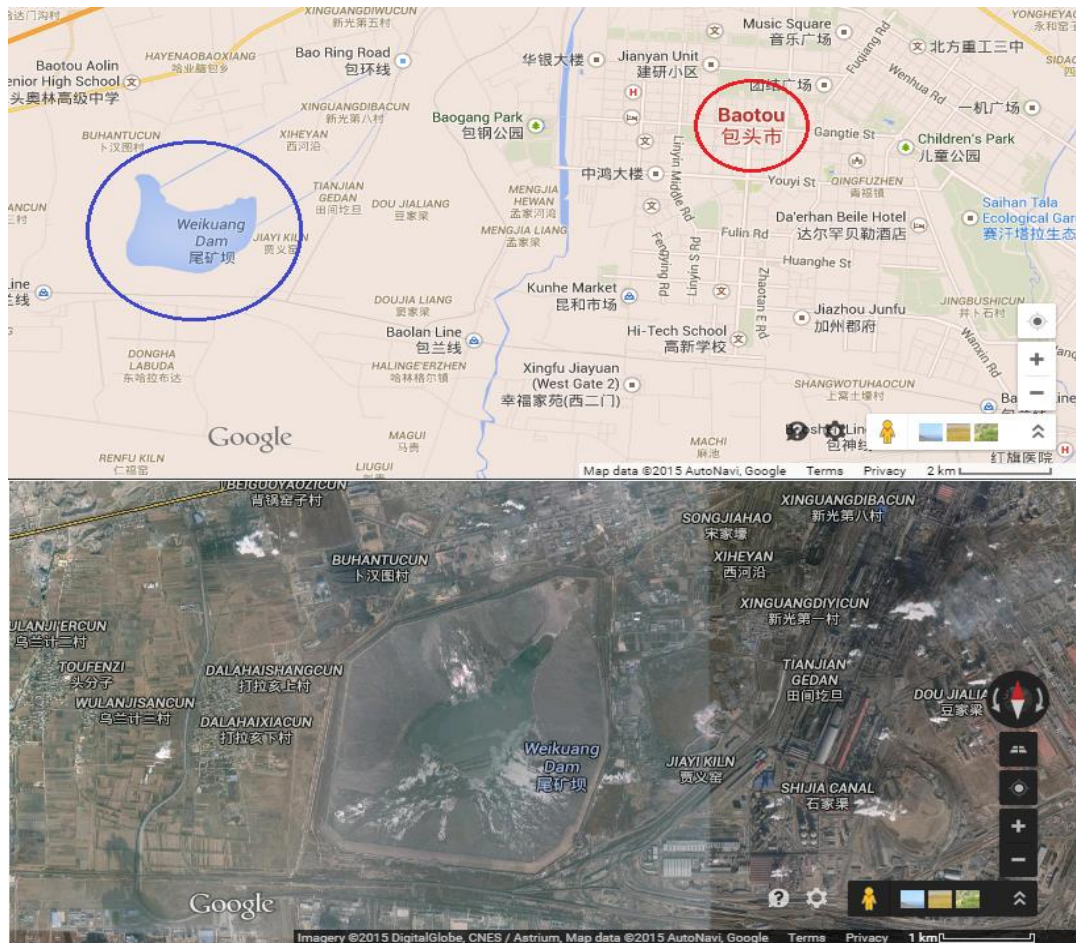 XINGUANGDIWUCUN
新光第五村
Music Square
音乐广场
Baotou Aolin
enior High School
头奥林高级中学
HAYENAOBAOXIANG
哈业脑包乡
Bao Ring Road
包环线
华银大楼
Jianyan Unit
建研小区
Fuqiang Rd
北方重工三中
Wenhua Rd
团结广场
一机广场
XINGUANGDIBACUN
新光第八村
Baogang Park
包钢公园
Baotou
包头市
Gangtie St
Children's Park
儿童公园
BUHANTUCUN
卜汉图村
XIHEYAN
西河沿
Linyin Middle Rd
中鸿大楼
Youyi St
QINGFUZHEN
青福镇
TIANJIAN
GEDAN
田间圪旦
DOU JIALIANG
豆家梁
MENGJIA
HEWAN
孟家河湾
MENGJIA LIANG
孟家梁
Saihan Tala
Ecological Gar
赛汗塔拉生态
Weikuang
Dam
尾矿坝
JIAYI KILN
贾义窑
Da'erhan Beile Hotel
达尔罕贝勒酒店
Fulin Rd
Huanghe St
Fengying Rd
Linyin S Rd
Zhaotan E Rd
Kunhe Market
昆和市场
DOUJIA LIANG
窦家梁
Baolan Line
包兰线
Jiazhou Junfu
加州郡府
JINGBUSHICUN
井卜石村
Hi-Tech School
高新学校
Wanxin Rd
DONGHA
LABUDA
东哈拉布达
HALINGE'ERZHEN
哈林格尔镇
Xingfu Jiayuan
(West Gate 2)
幸福家苑(西二门)
SHANGWOTUHAOCUN
上窝土壕村
Google
MAGUI
马贵
MACHI
麻池
RENFU KILN
仁福窑
LIUGUI
包神线
红旗医院
Map data ©2015 AutoNavi, Google Terms Privacy 2 km
BEIGUOYAOZICUN
背锅窑子村
XINGUANGDIBACUN
新光第八村
SONGJIAHAO
宋家壕
BUHANTUCUN
卜汉图村
XIHEYAN
西河沿
ULANJI'ERCUN
乌兰计二村
XINGUANGDIYICUN
新光第一村
TOUFENZI
头分子
DALAHAISHANGCUN
打拉亥上村
TIANJIAN
GEDAN
田间圪旦
WULANJISANCUN
乌兰计三村
DOU JIALIA
豆家梁
DALAHAIXIACUN
打拉亥下村
Weikuang
Dam
尾矿坝
JIAYI KILN
贾义窑
SHIJIA CANAL
石家渠
Google
Imagery ©2015 DigitalGlobe, CNES / Astrium, Map data ©2015 AutoNavi, Google Terms Privacy 1 km